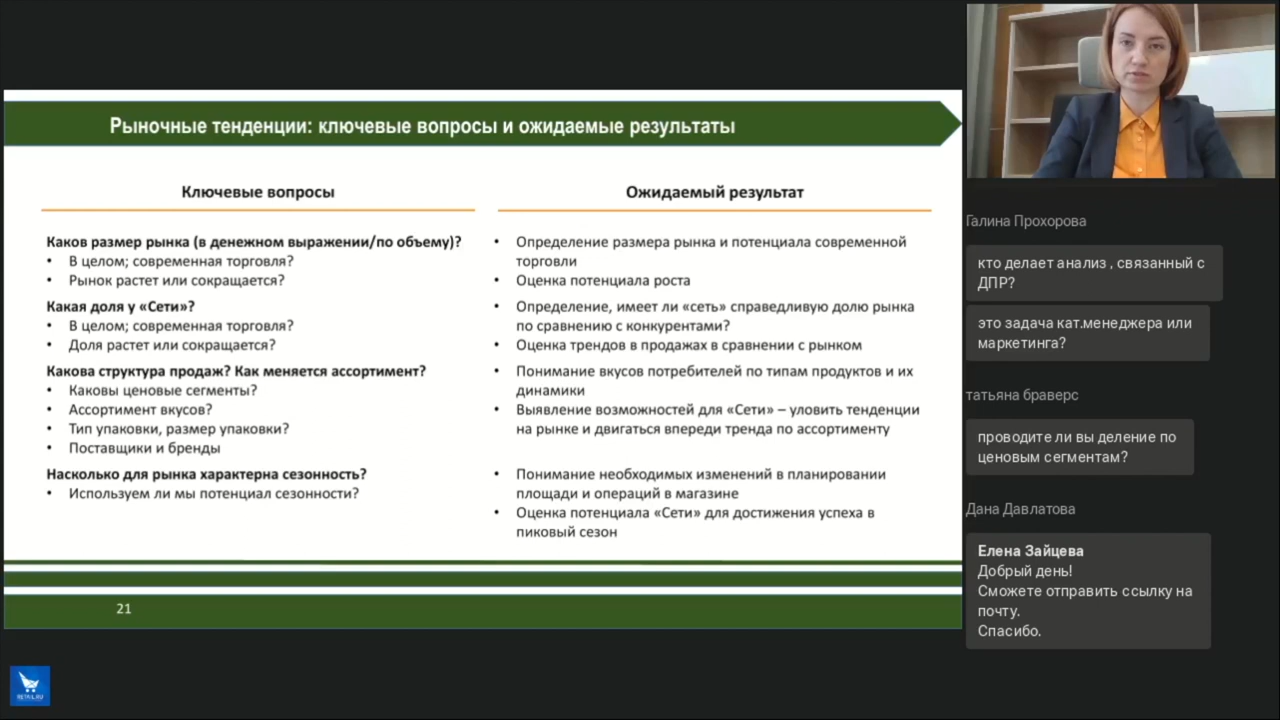 Рыночные тенденции: ключевые вопросы и ожидаемые результаты
Ключевые вопросы
Каков размер рынка (в денежном выражении/по объему)?
• В целом; современная торговля?
• Рынок растет или сокращается?
Какая доля у «Сети»?
• В целом; современная торговля?
• Доля растет или сокращается?
Какова структура продаж? Как меняется ассортимент?
• Каковы ценовые сегменты?
• Ассортимент вкусов?
• Тип упаковки, размер упаковки?
• Поставщики и бренды
Насколько для рынка характерна сезонность?
• Используем ли мы потенциал сезонности?
Ожидаемый результат
• Определение размера рынка и потенциала современной
торговли
• Оценка потенциала роста
• Определение, имеет ли «сеть» справедливую долю рынка
по сравнению с конкурентами?
• Оценка трендов в продажах в сравнении с рынком
• Понимание вкусов потребителей по типам продуктов и их
динамики
• Выявление возможностей для «Сети» – уловить тенденции
на рынке и двигаться впереди тренда по ассортименту
• Понимание необходимых изменений в планировании
площади и операций в магазине
• Оценка потенциала «Сети» для достижения успеха в
пиковый сезон
21
RETAIL.RU
Галина Прохорова
кто делает анализ , связанный с
ДПР?
это задача кат.менеджера или
маркетинга?
татьяна браверс
проводите ли вы деление по
ценовым сегментам?
Дана Давлатова
Елена Зайцева
Добрый день!
Сможете отправить ссылку на
почту.
Спасибо.